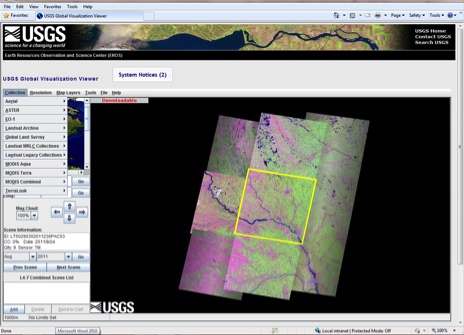 File Edit View Favorites Tools Help
Favorites USGS Global Visualization Viewer Page Safety Tools
USGS
science for a changing world
USGS Home
Contact USGS
Search USGS
Earth Resources Observation and Science Center (EROS)
USGS Global Visualization Viewer
System Notices (2)
Collection Resolution Map Layers Tools File Help
Downloadable
Aerial
ASTER
EO-1
Landsat Archive
Global Land Survey
Landsat MRLC Collections
Landsat Legacy Collections
MODIS Aqua
MODIS Terra
MODIS Combined
TerraLook
Go
Go
Max Cloud:
100%
Scene Information:
ID: LT50290302011236PAC03
CC: 0% Date: 2011/8/24
Qlty: 9 Sensor: TM
Aug 2011 Go
Prev Scene Next Scene
L4-7 Combined Scene List
Add Delete Send to Cart
USGS
1000m No Limits Set
Done Microsoft Word 2010 Local intranet | Protected Mode: Off 100%